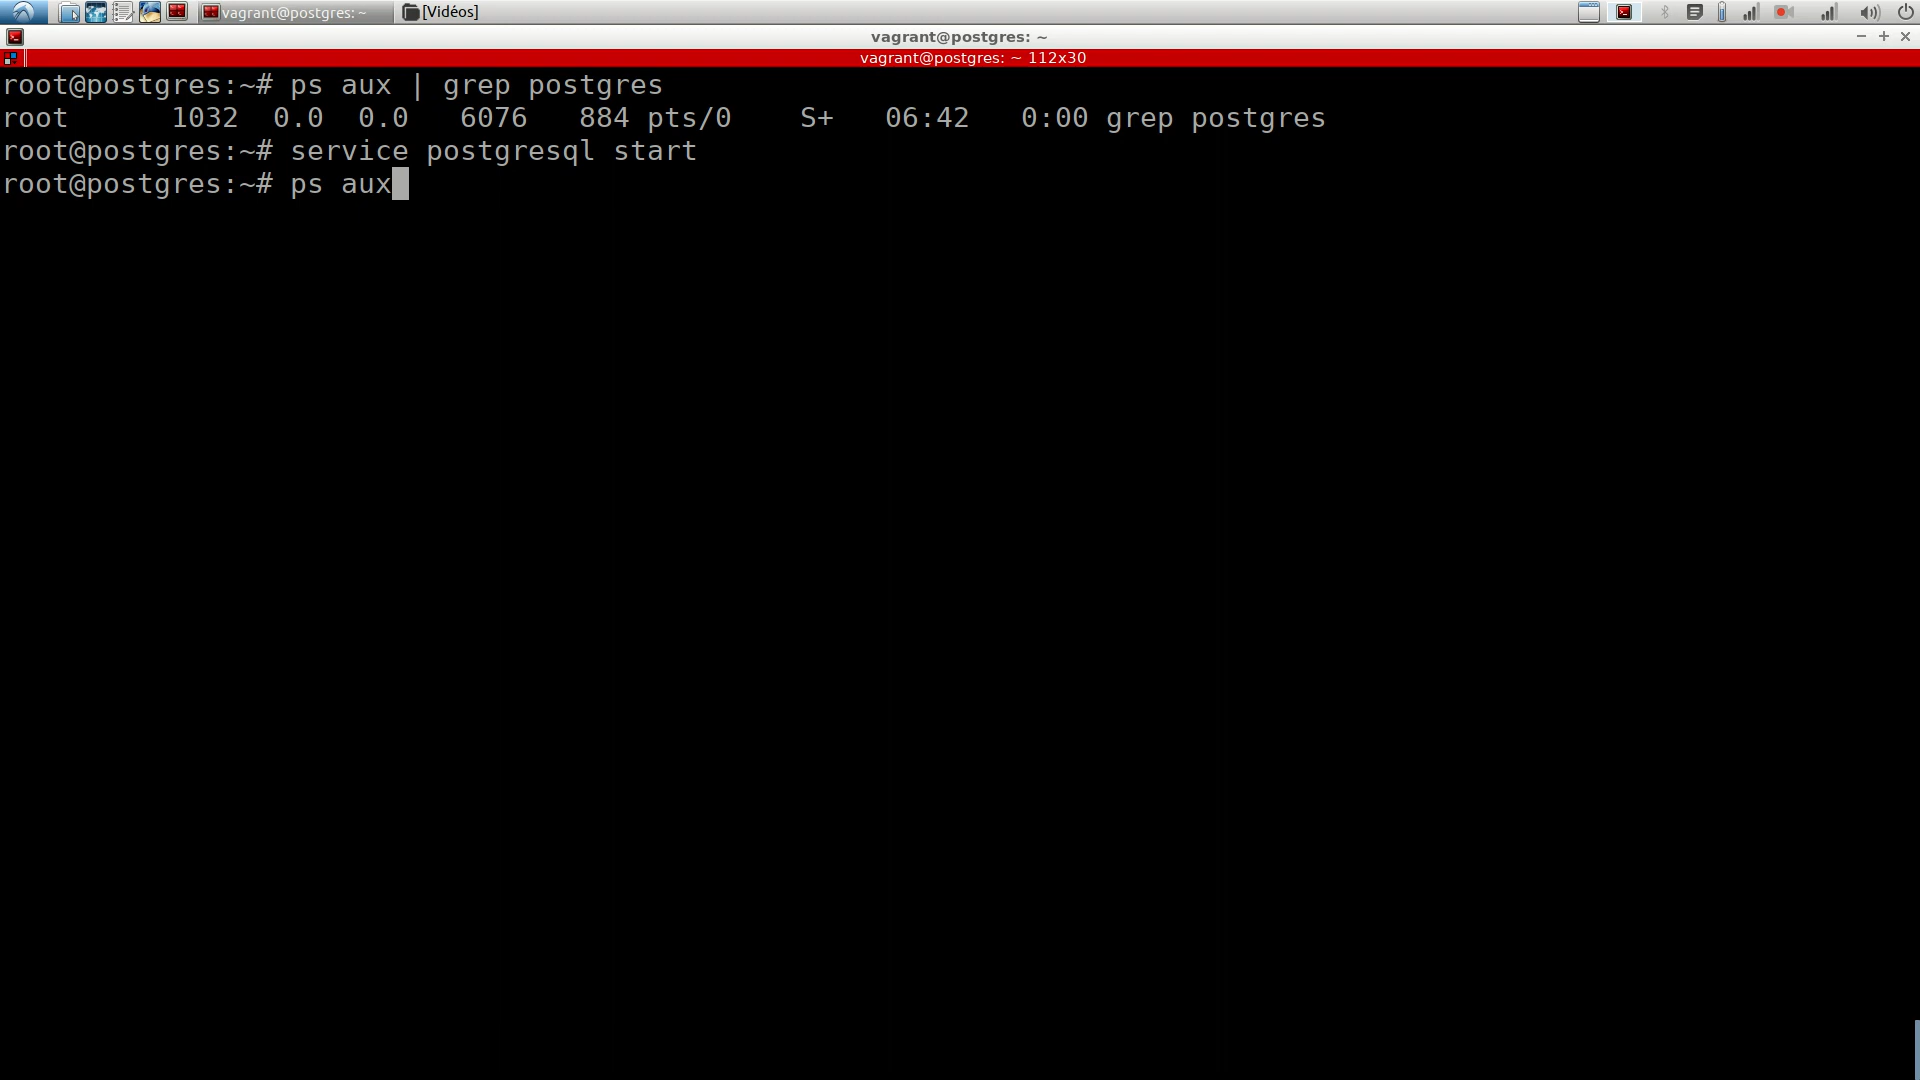 vagrant@postgres: ~ [Vidéos]
vagrant@postgres: ~
vagrant@postgres: ~ 112x30
root@postgres:~# ps aux | grep postgres
root      1032  0.0  0.0   6076   884 pts/0    S+   06:42   0:00 grep postgres
root@postgres:~# service postgresql start
root@postgres:~# ps aux